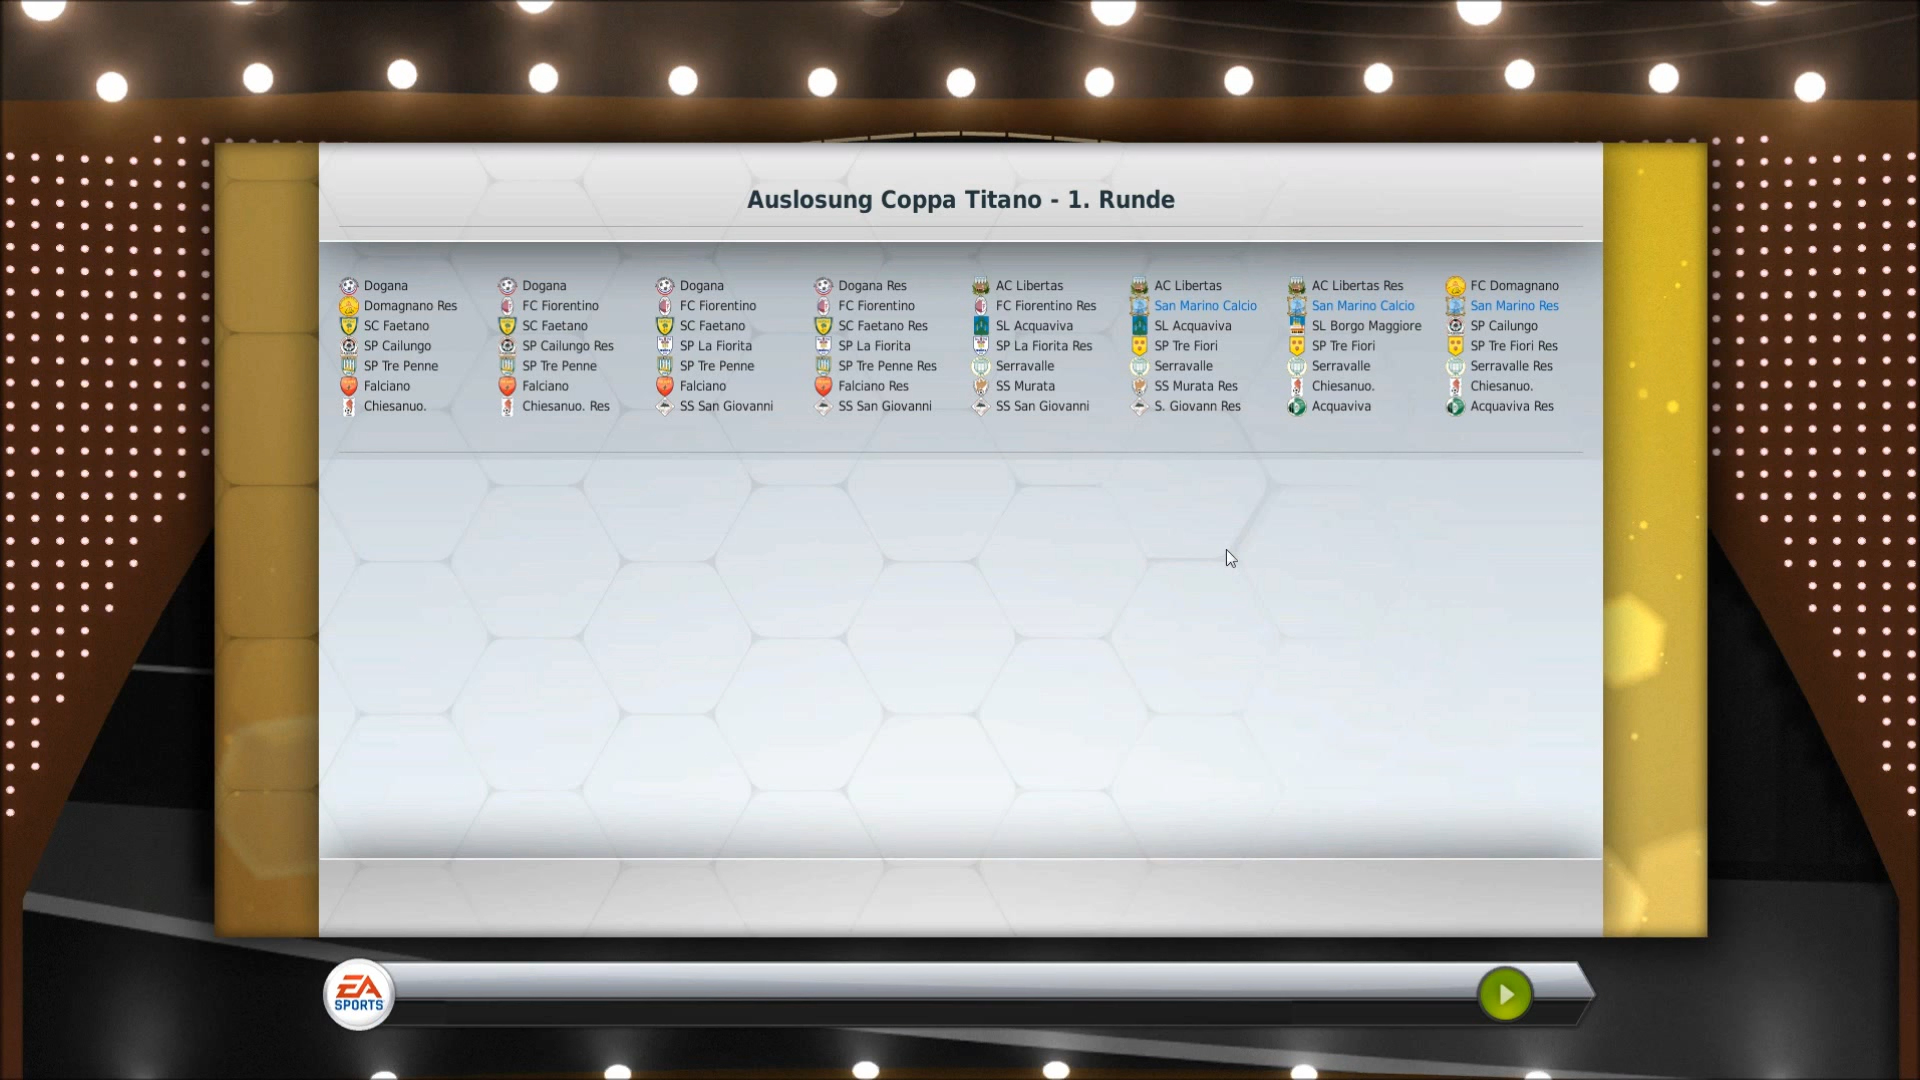 Auslosung Coppa Titano - 1. Runde
Dogana Dogana Dogana Dogana Res AC Libertas AC Libertas AC Libertas Res FC Domagnano
Domagnano Res FC Fiorentino FC Fiorentino FC Fiorentino FC Fiorentino Res San Marino Calcio San Marino Calcio San Marino Res
SC Faetano SC Faetano SC Faetano SC Faetano Res SL Acquaviva SL Acquaviva SL Borgo Maggiore SP Cailungo
SP Cailungo SP Cailungo Res SP La Fiorita SP La Fiorita SP La Fiorita Res SP Tre Fiori SP Tre Fiori SP Tre Fiori Res
SP Tre Penne SP Tre Penne SP Tre Penne SP Tre Penne Res Serravalle Serravalle Serravalle Serravalle Res
Falciano Falciano Falciano Falciano Res SS Murata SS Murata Res Chiesanuo. Chiesanuo.
Chiesanuo. Chiesanuo. Res SS San Giovanni SS San Giovanni SS San Giovanni S. Giovann Res Acquaviva Acquaviva Res
EA
SPORTS